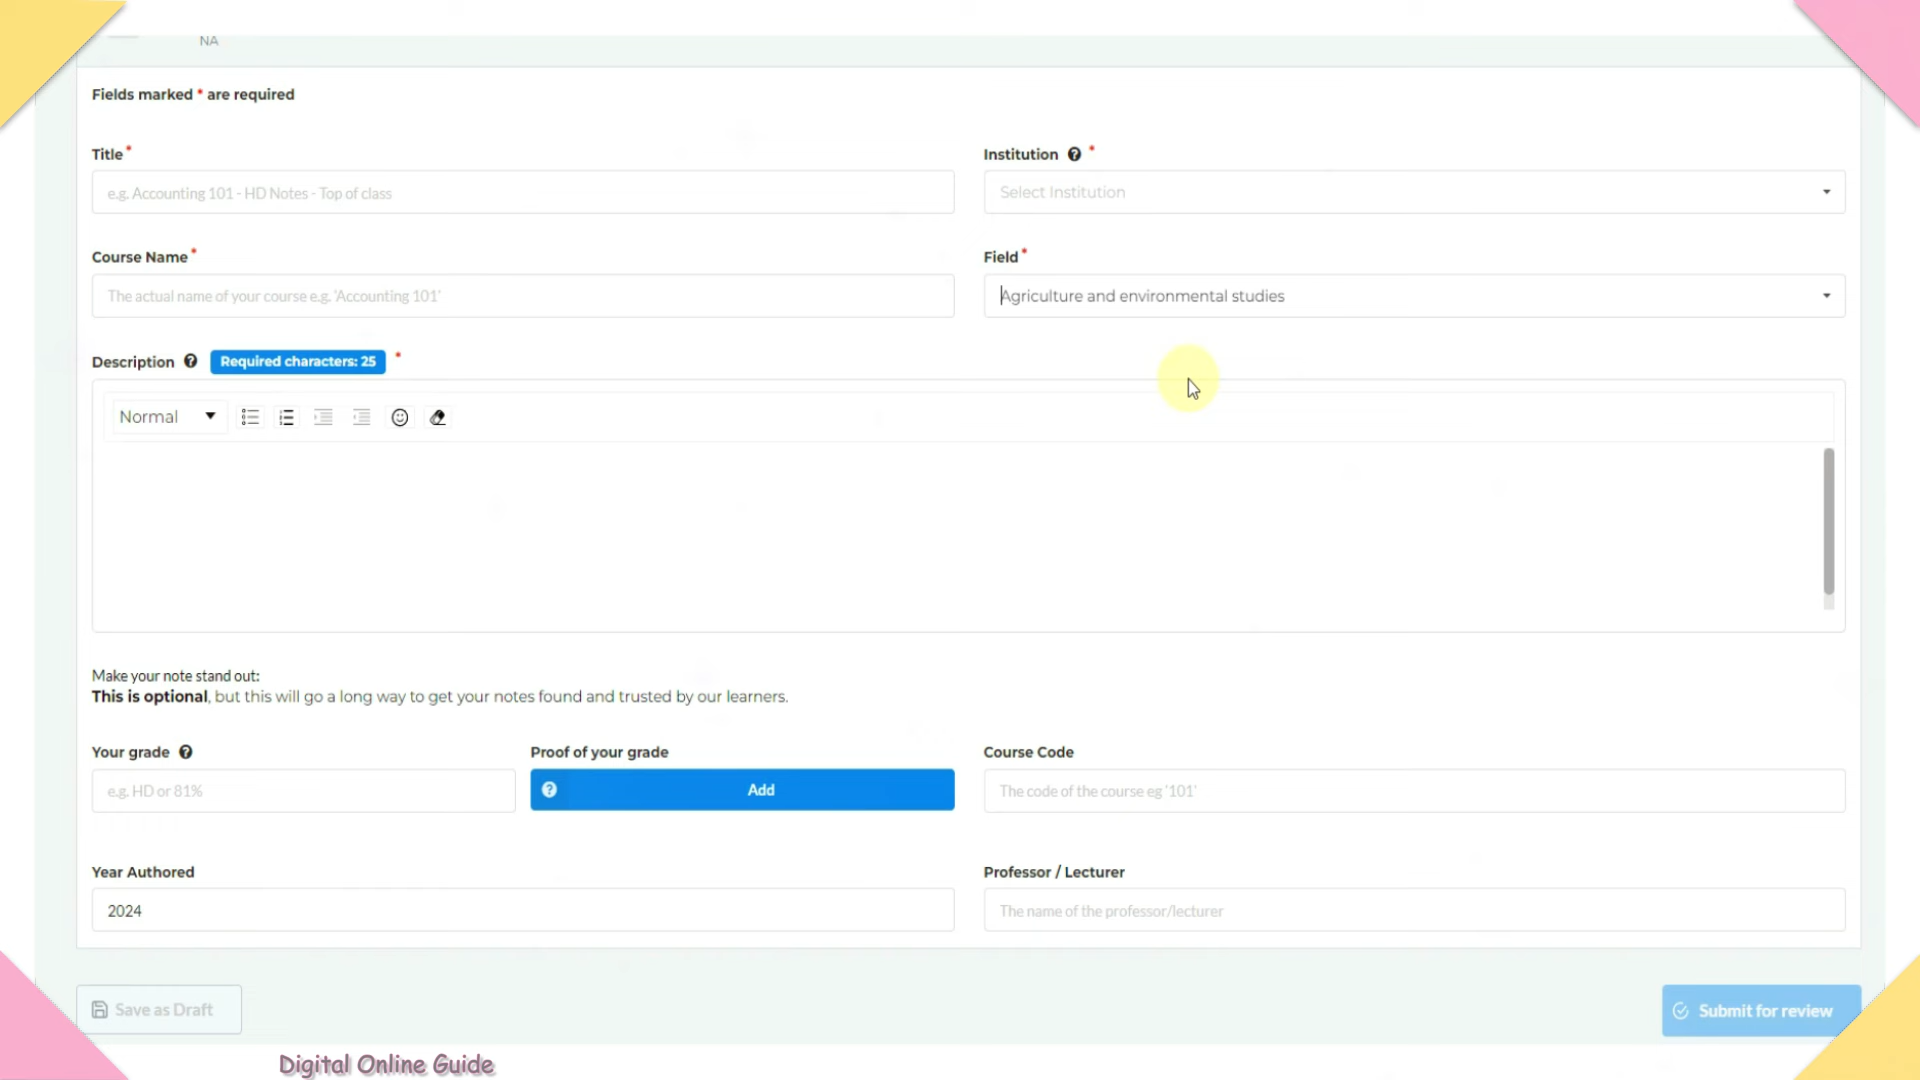 NA
Fields marked * are required
Title *
Institution ? *
e.g. Accounting 101 - HD Notes - Top of class
Select Institution
Course Name *
Field *
The actual name of your course e.g. 'Accounting 101'
Agriculture and environmental studies
Description ? Required characters: 25 *
Normal
Make your note stand out:
This is optional, but this will go a long way to get your notes found and trusted by our learners.
Your grade ?
Proof of your grade
Course Code
e.g. HD or 81%
? Add
The code of the course eg '101'
Year Authored
Professor / Lecturer
2024
The name of the professor/lecturer
Save as Draft
Submit for review
Digital Online Guide